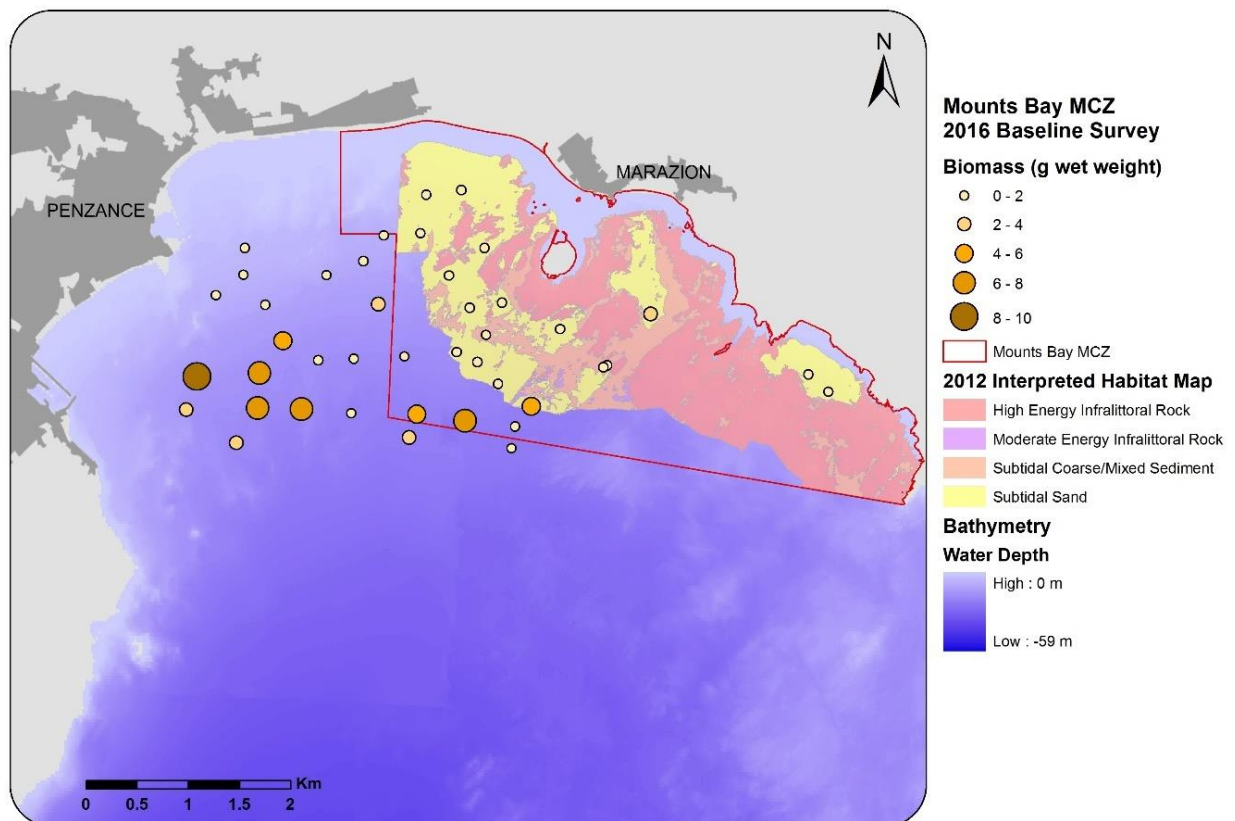 N
MARAZION
PENZANCE
Km
0 0.5 1 1.5 2
Mounts Bay MCZ
2016 Baseline Survey
Biomass (g wet weight)
0 - 2
2 - 4
4 - 6
6 - 8
8 - 10
Mounts Bay MCZ
2012 Interpreted Habitat Map
High Energy Infralittoral Rock
Moderate Energy Infralittoral Rock
Subtidal Coarse/Mixed Sediment
Subtidal Sand
Bathymetry
Water Depth
High : 0 m
Low : -59 m